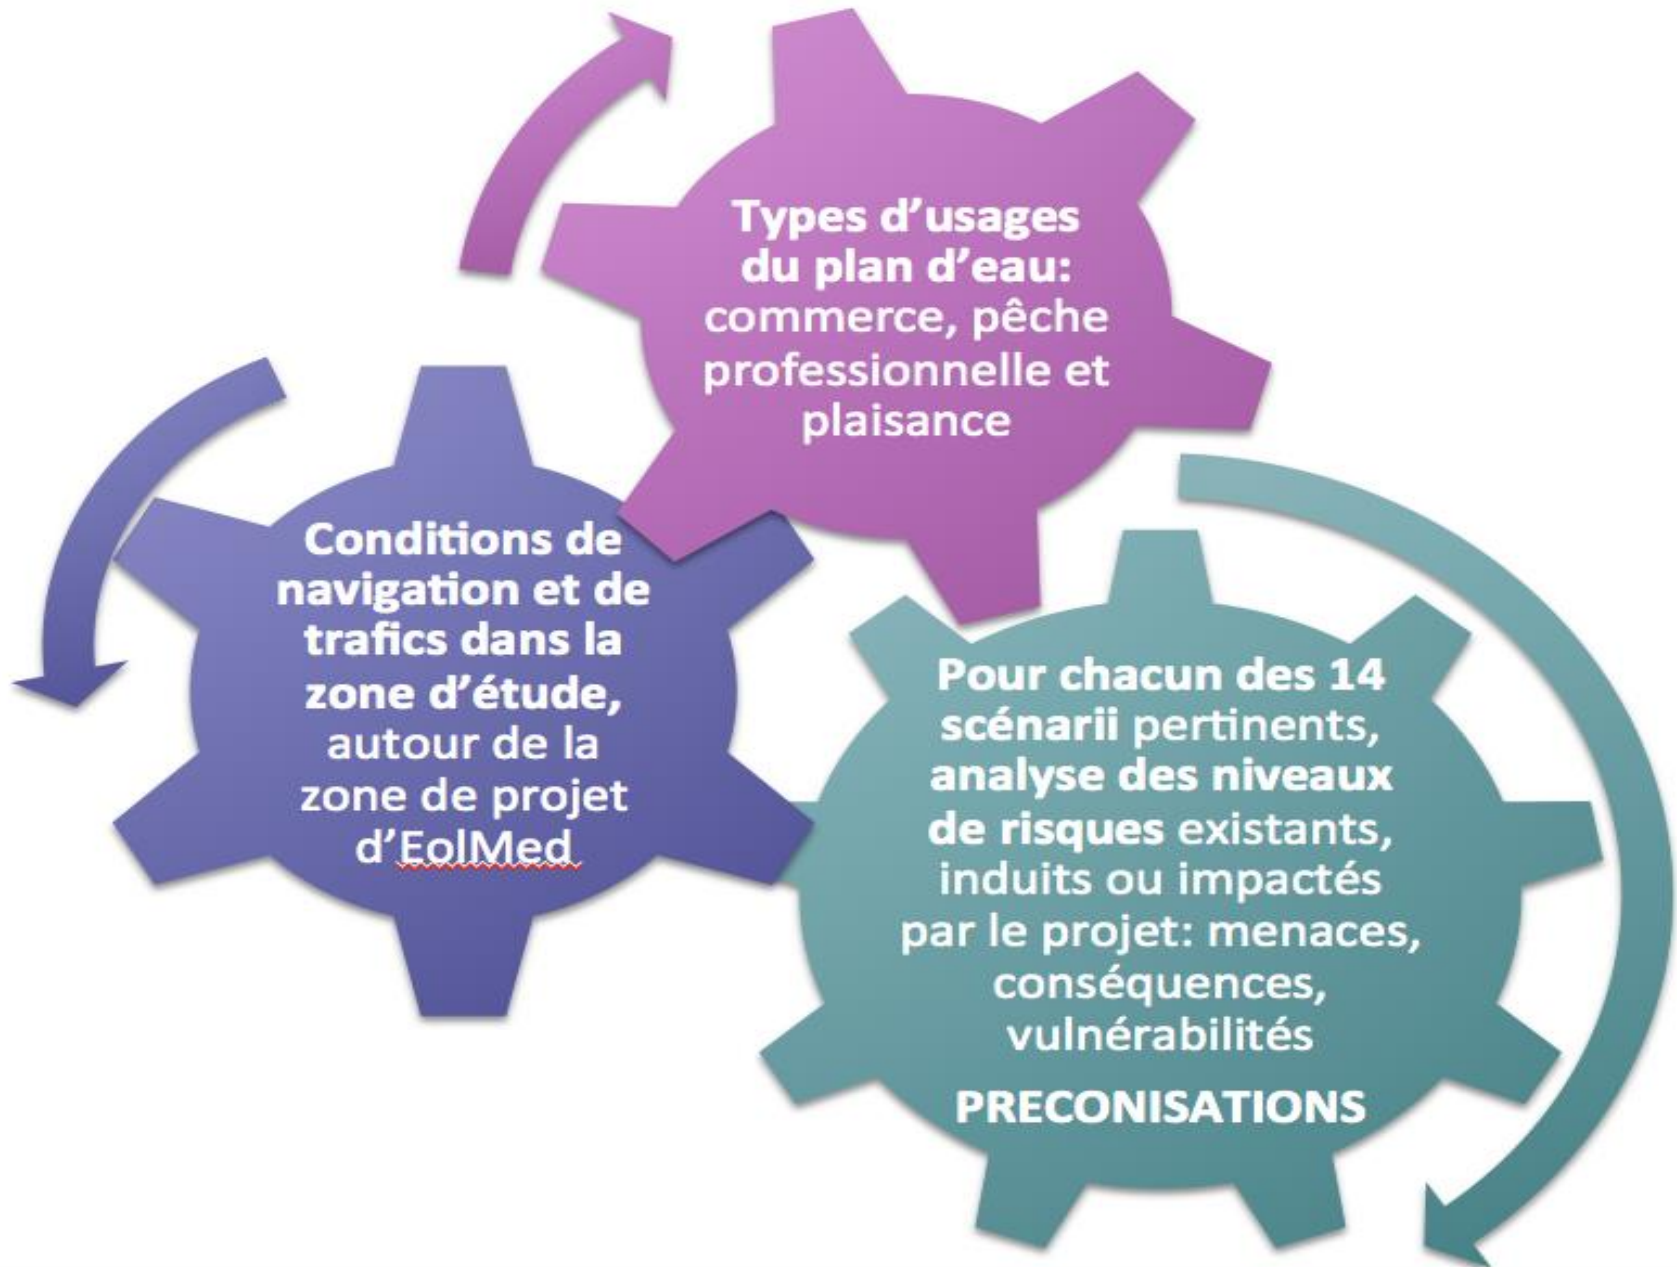 Types d’usages
du plan d’eau:
commerce, pêche
professionnelle et
plaisance
Conditions de
navigation et de
trafics dans la
zone d’étude,
autour de la
zone de projet
d’EolMed
Pour chacun des 14
scénarii pertinents,
analyse des niveaux
de risques existants,
induits ou impactés
par le projet: menaces,
conséquences,
vulnérabilités
PRECONISATIONS